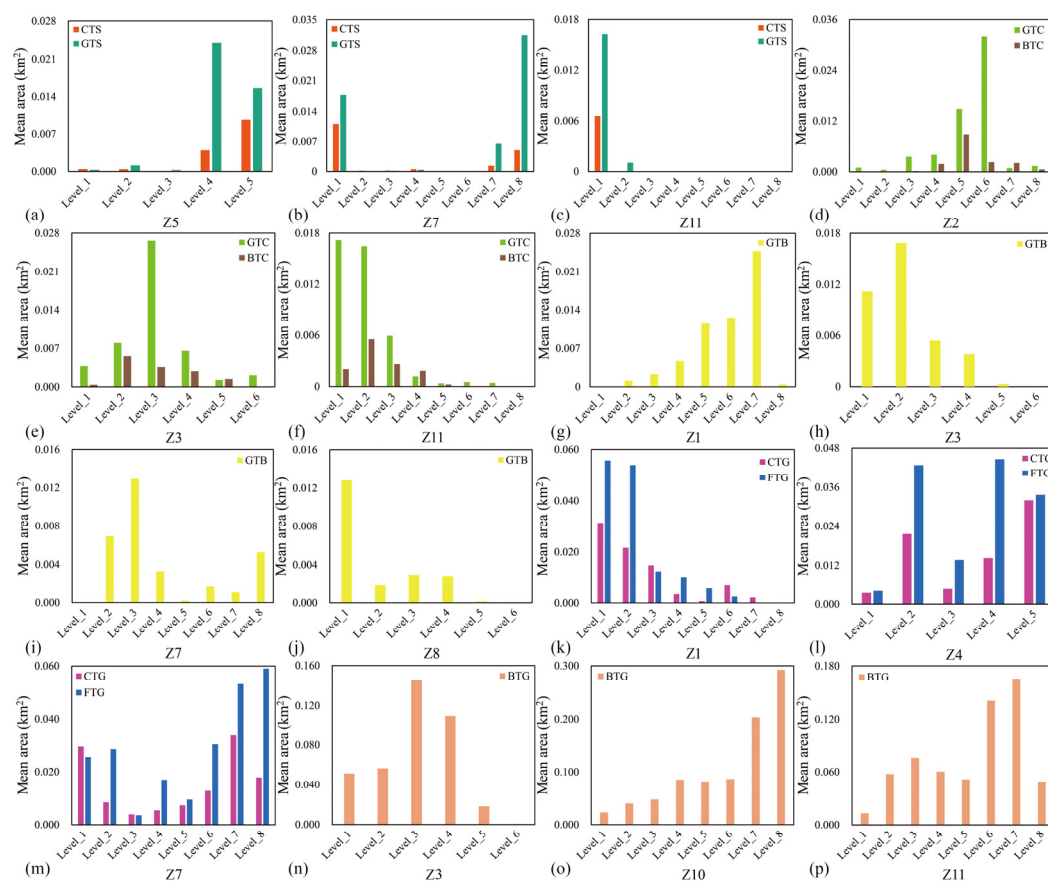 CTS
GTS
Mean area (km²)
0.028
0.021
0.014
0.007
0.000
Level_1
Level_2
Level_3
Level_4
Level_5
(a)
Z5
CTS
GTS
Mean area (km²)
0.035
0.028
0.021
0.014
0.007
0
Level_1
Level_2
Level_3
Level_4
Level_5
Level_6
Level_7
Level_8
(b)
Z7
CTS
GTS
Mean area (km²)
0.018
0.012
0.006
0.000
Level_1
Level_2
Level_3
Level_4
Level_5
Level_6
Level_7
Level_8
(c)
Z11
GTC
BTC
Mean area (km²)
0.036
0.024
0.012
0.000
Level_1
Level_2
Level_3
Level_4
Level_5
Level_6
Level_7
Level_8
(d)
Z2
GTC
BTC
Mean area (km²)
0.028
0.021
0.014
0.007
0.000
Level_1
Level_2
Level_3
Level_4
Level_5
Level_6
(e)
Z3
GTC
BTC
Mean area (km²)
0.018
0.012
0.006
0
Level_1
Level_2
Level_3
Level_4
Level_5
Level_6
Level_7
Level_8
(f)
Z11
GTB
Mean area (km²)
0.028
0.021
0.014
0.007
0
Level_1
Level_2
Level_3
Level_4
Level_5
Level_6
Level_7
Level_8
(g)
Z1
GTB
Mean area (km²)
0.018
0.012
0.006
0
Level_1
Level_2
Level_3
Level_4
Level_5
Level_6
(h)
Z3
GTB
Mean area (km²)
0.016
0.012
0.008
0.004
0.000
Level_1
Level_2
Level_3
Level_4
Level_5
Level_6
Level_7
Level_8
(i)
Z7
GTB
Mean area (km²)
0.016
0.012
0.008
0.004
0.000
Level_1
Level_2
Level_3
Level_4
Level_5
Level_6
(j)
Z8
CTG
FTG
Mean area (km²)
0.060
0.040
0.020
0.000
Level_1
Level_2
Level_3
Level_4
Level_5
Level_6
Level_7
Level_8
(k)
Z1
CTG
FTG
Mean area (km²)
0.048
0.036
0.024
0.012
0.000
Level_1
Level_2
Level_3
Level_4
Level_5
(l)
Z4
CTG
FTG
Mean area (km²)
0.060
0.040
0.020
0.000
Level_1
Level_2
Level_3
Level_4
Level_5
Level_6
Level_7
Level_8
(m)
Z7
BTG
Mean area (km²)
0.160
0.120
0.080
0.040
0.000
Level_1
Level_2
Level_3
Level_4
Level_5
Level_6
(n)
Z3
BTG
Mean area (km²)
0.300
0.200
0.100
0.000
Level_1
Level_2
Level_3
Level_4
Level_5
Level_6
Level_7
Level_8
(o)
Z10
BTG
Mean area (km²)
0.180
0.120
0.060
0.000
Level_1
Level_2
Level_3
Level_4
Level_5
Level_6
Level_7
Level_8
(p)
Z11